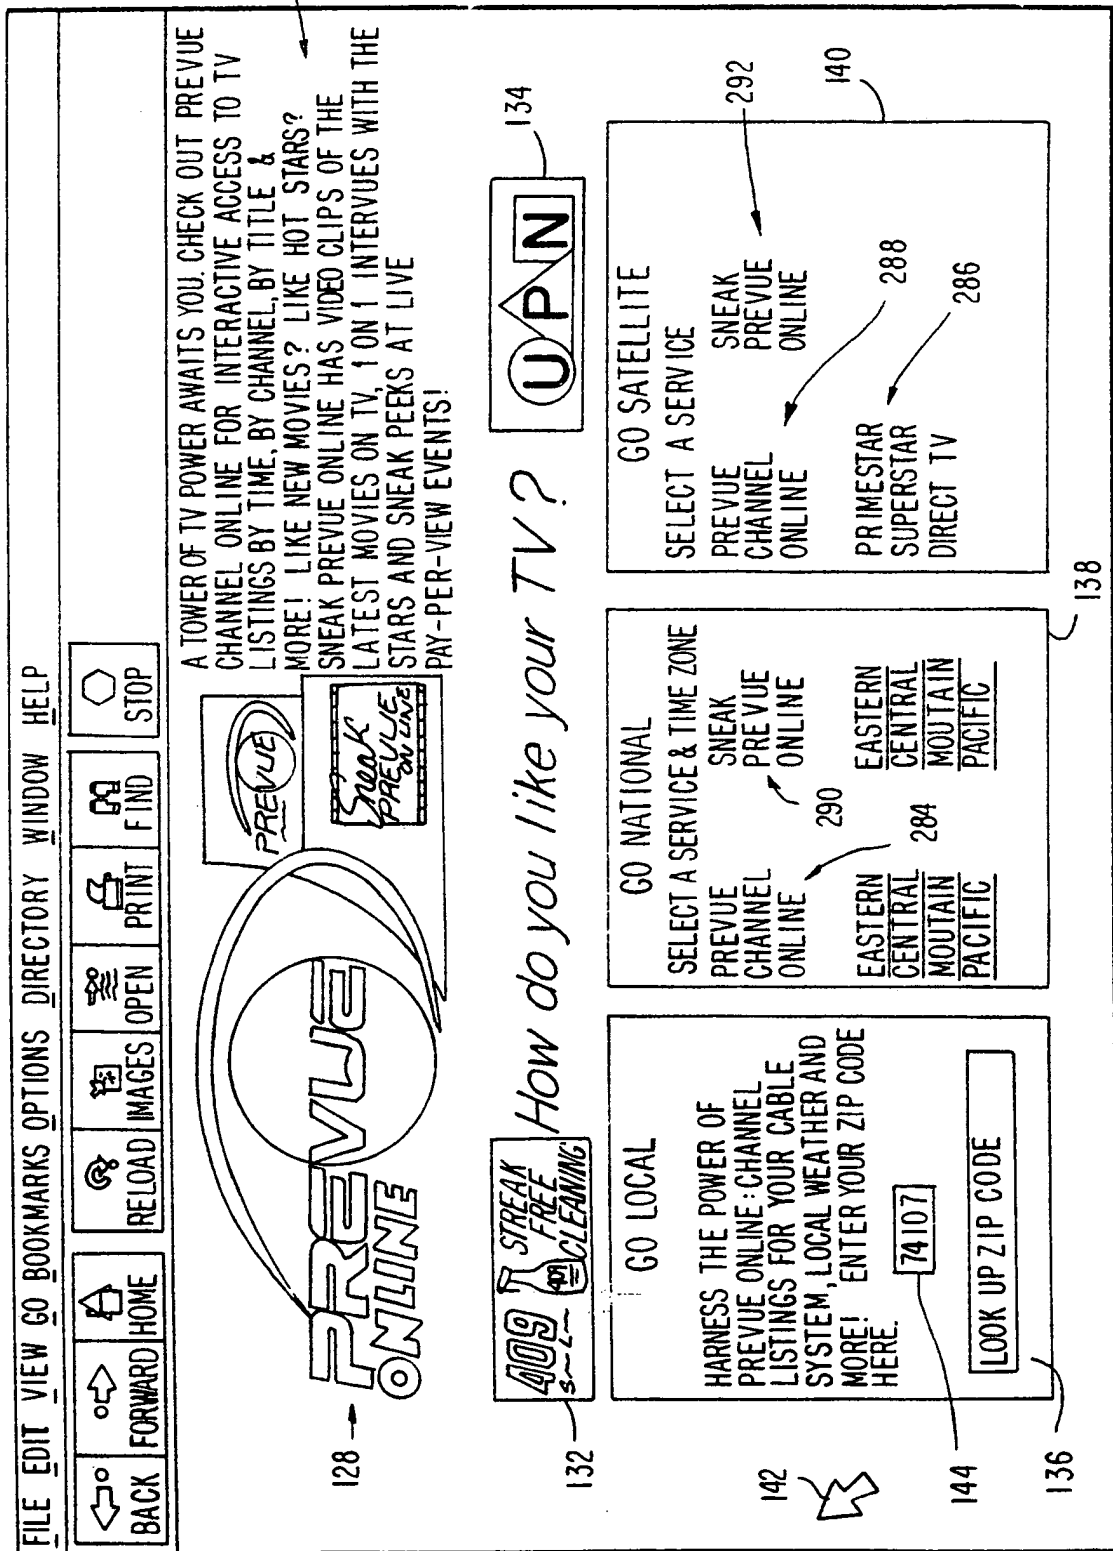 FILE EDIT VIEW GO BOOKMARKS OPTIONS DIRECTORY WINDOW HELP
BACK FORWARD HOME RELOAD IMAGES OPEN PRINT FIND STOP
PREVUE
ONLINE
128
PREVUE
Sneak
PREVUE
ON LINE
A TOWER OF TV POWER AWAITS YOU. CHECK OUT PREVUE
CHANNEL ONLINE FOR INTERACTIVE ACCESS TO TV
LISTINGS BY TIME, BY CHANNEL, BY TITLE &
MORE! LIKE NEW MOVIES? LIKE HOT STARS?
SNEAK PREVUE ONLINE HAS VIDEO CLIPS OF THE
LATEST MOVIES ON TV, 1 ON 1 INTERVUES WITH THE
STARS AND SNEAK PEEKS AT LIVE
PAY-PER-VIEW EVENTS!
132
409
STREAK
FREE
CLEANING
409
How do you like your TV?
UPN
134
GO LOCAL
HARNESS THE POWER OF
PREVUE ONLINE: CHANNEL
LISTINGS FOR YOUR CABLE
SYSTEM, LOCAL WEATHER AND
MORE! ENTER YOUR ZIP CODE
HERE.
74107
LOOK UP ZIP CODE
142
144
136
GO NATIONAL
SELECT A SERVICE & TIME ZONE
PREVUE
CHANNEL
ONLINE
284
EASTERN
CENTRAL
MOUTAIN
PACIFIC
SNEAK
PREVUE
ONLINE
290
EASTERN
CENTRAL
MOUTAIN
PACIFIC
138
GO SATELLITE
SELECT A SERVICE
PREVUE
CHANNEL
ONLINE
288
SNEAK
PREVUE
ONLINE
292
PRIMESTAR
SUPERSTAR
DIRECT TV
286
140